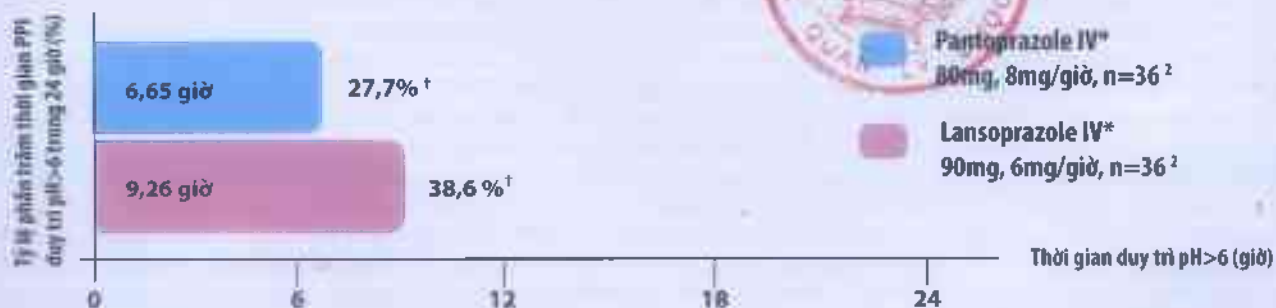 Tỷ lệ phần trăm thời gian PPI
duy trì pH>6 trong 24 giờ (%)
6,65 giờ
27,7% †
9,26 giờ
38,6 %†
QUAN
Pantoprazole IV*
80mg, 8mg/giờ, n=36 ²
Lansoprazole IV*
90mg, 6mg/giờ, n=36 ²
Thời gian duy trì pH>6 (giờ)
0 6 12 18 24